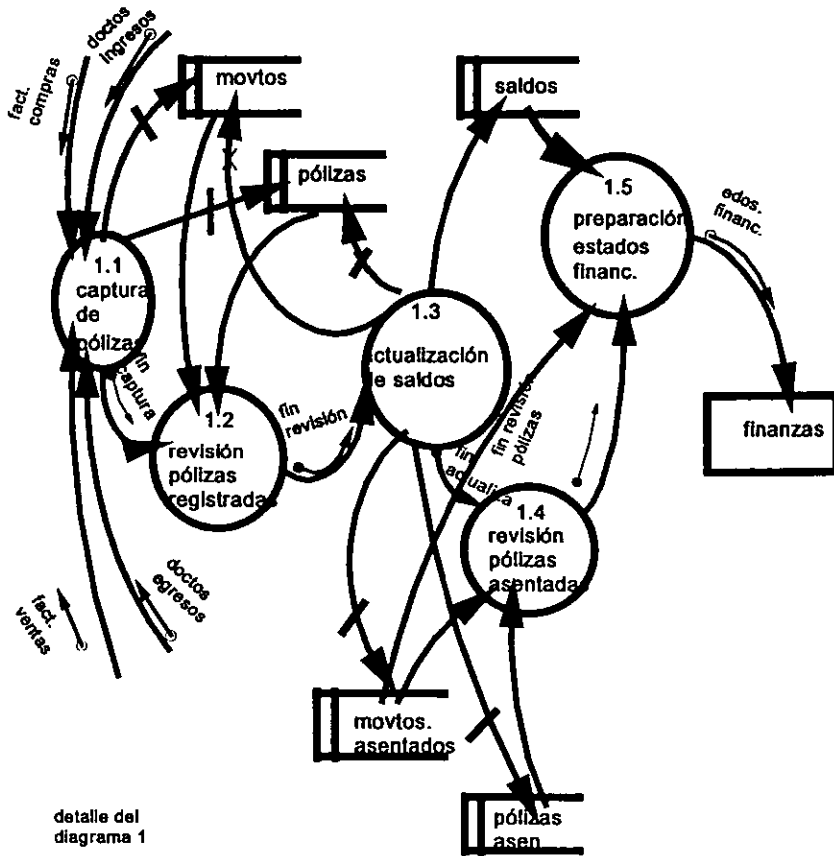 doctos
ingresos
fact.
compras
movtos
saldos
pólizas
1.5
preparación
estados
financ.
edos.
financ.
1.1
captura
de
pólizas
1.3
actualización
de saldos
fin
captura
1.2
revisión
pólizas
registradas
fin
revisión
fin revisión
pólizas
fin
actualiza
finanzas
1.4
revisión
pólizas
asentadas
doctos
egresos
fact.
ventas
movtos.
asentados
pólizas
asen
detalle del
diagrama 1